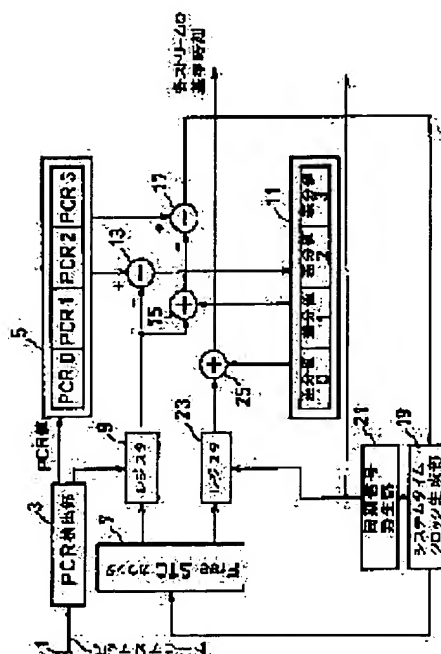 1
3
PCR検出部
PCR値
5
PCR 0
PCR 1
PCR 2
PCR 3
7
Free STCカウンタ
9
レジスタ
13
15
17
23
レジスタ
25
各ストリームの
基準時刻
11
差分値 0
差分値 1
差分値 2
差分値 3
21
発生部
19
システムタイム
クロック生成部